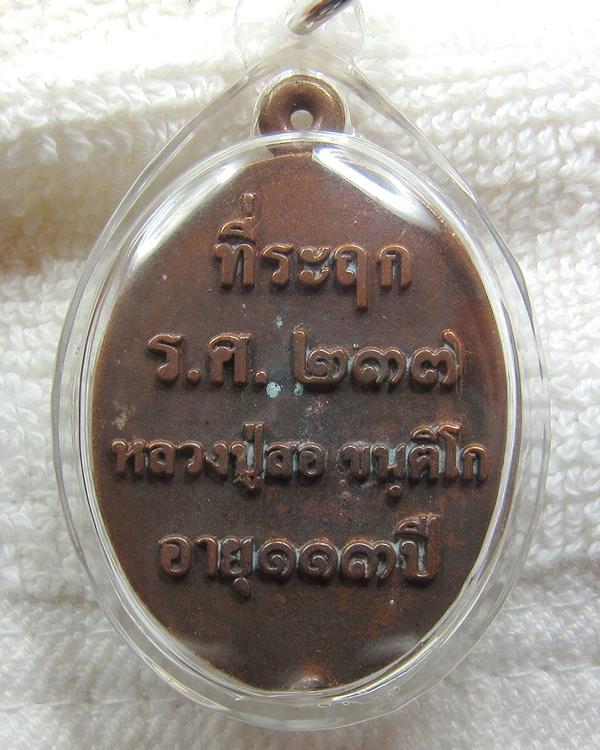 ที่ระฤก
ร.ศ. ๒๓๗
หลวงปู่สอ ขนฺติโก
อายุ๑๑๓ปี